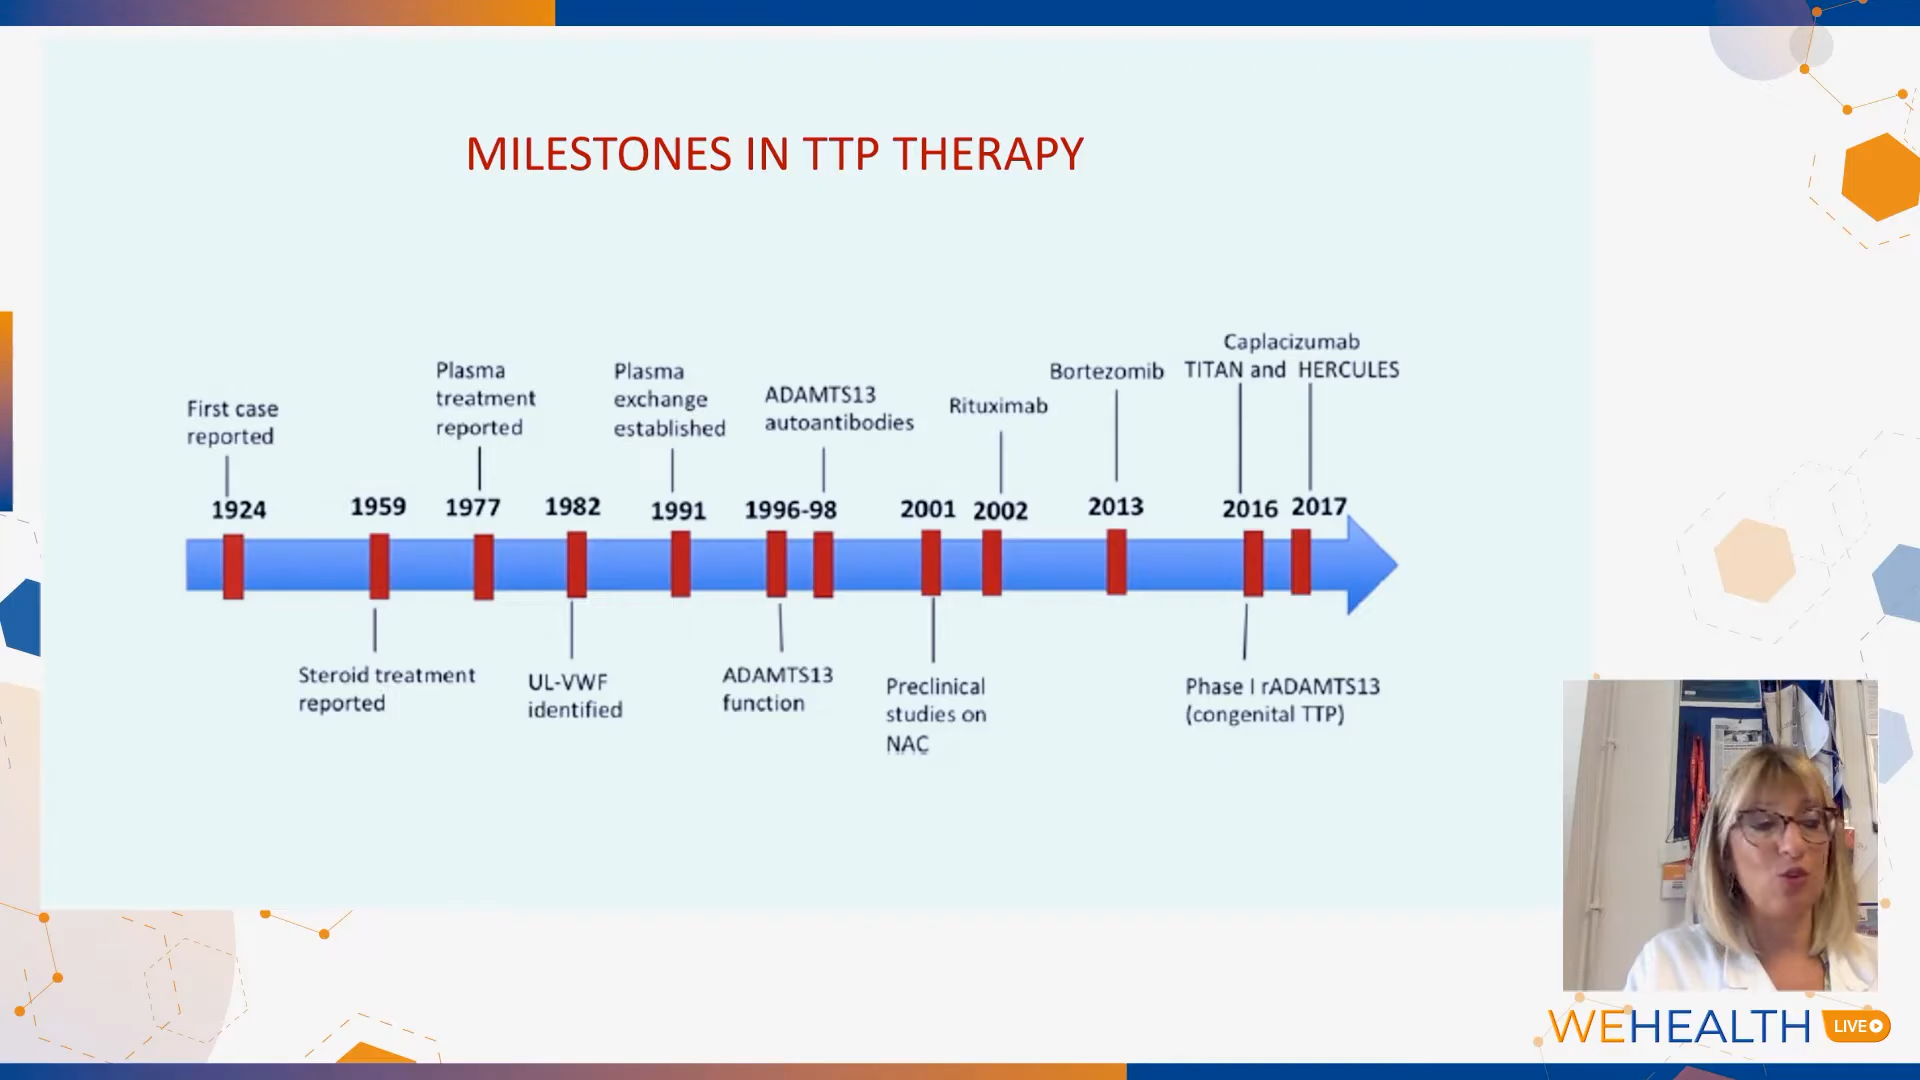 MILESTONES IN TTP THERAPY
First case
reported
Plasma
treatment
reported
Plasma
exchange
established
ADAMTS13
autoantibodies
Rituximab
Bortezomib
Caplacizumab
TITAN and HERCULES
1924 1959 1977 1982 1991 1996-98 2001 2002 2013 2016 2017
Steroid treatment
reported
UL-VWF
identified
ADAMTS13
function
Preclinical
studies on
NAC
Phase I rADAMTS13
(congenital TTP)
WEHEALTH LIVE